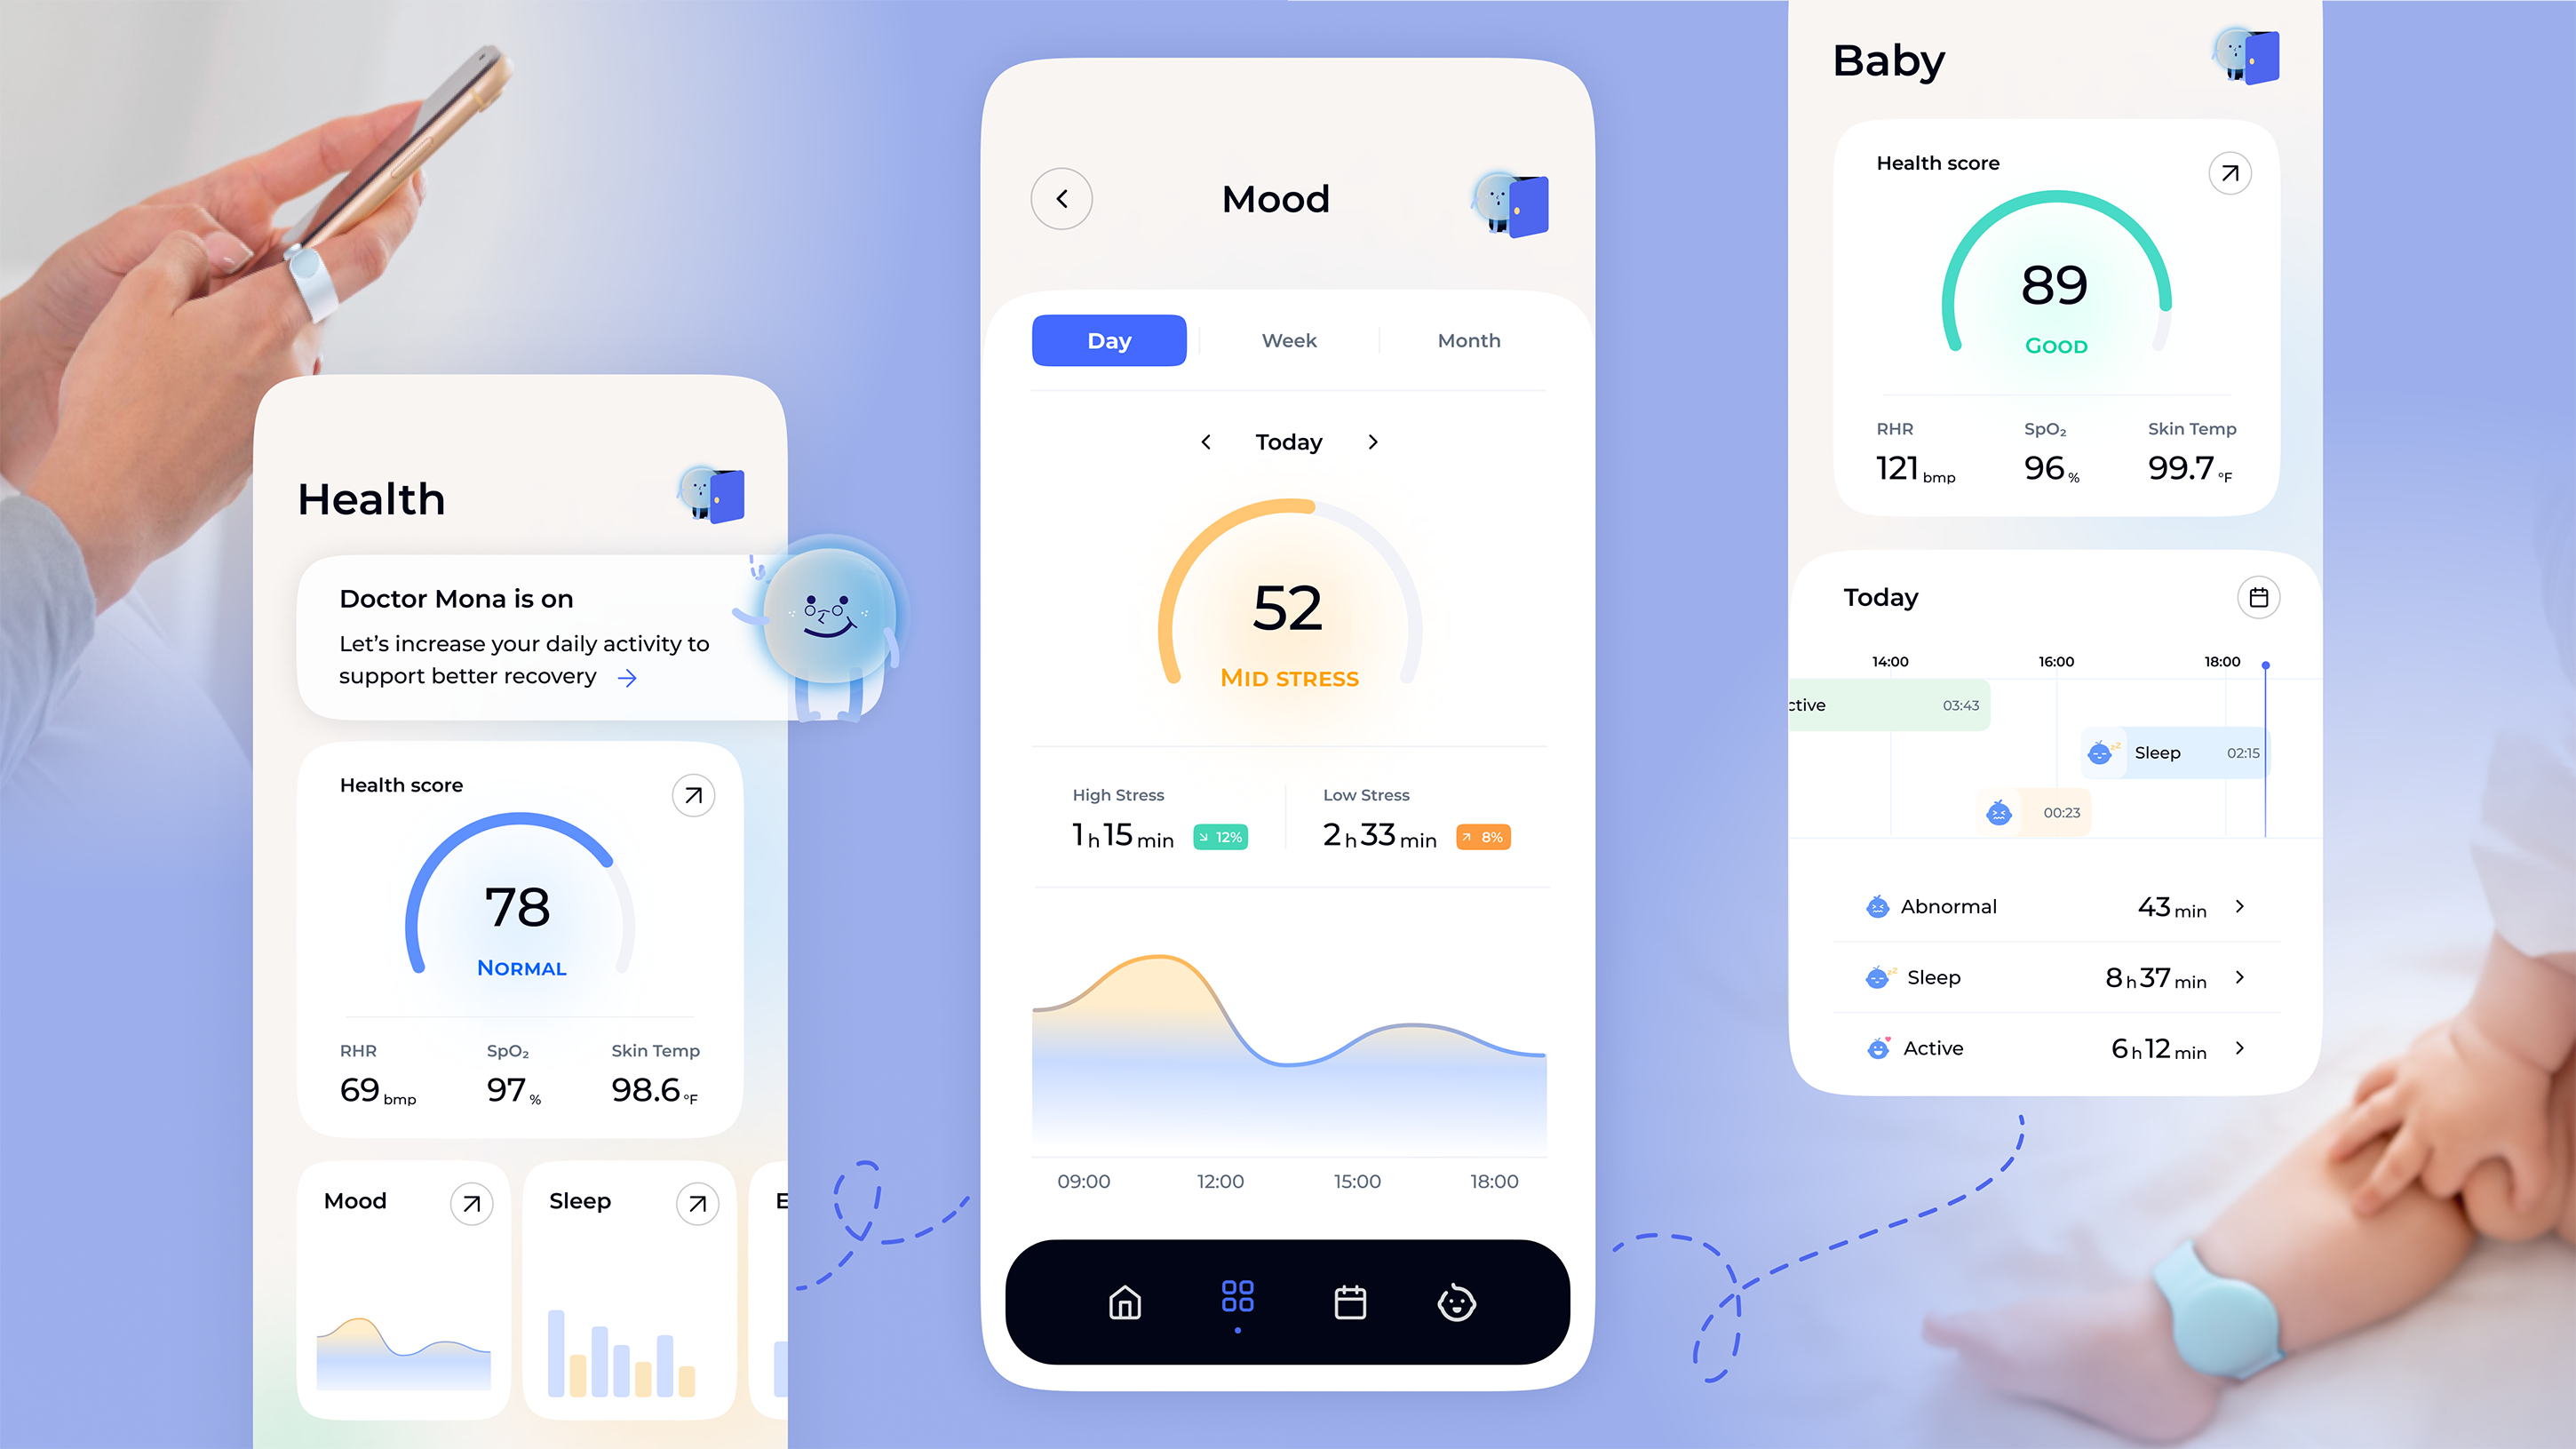 Health
Doctor Mona is on
Let's increase your daily activity to
support better recovery
Health score
78
NORMAL
RHR
SpO₂
Skin Temp
69 bmp
97 %
98.6 °F
Mood
Sleep
E
Mood
Day
Week
Month
Today
52
MID STRESS
High Stress
Low Stress
1 h 15 min
12%
2 h 33 min
8%
09:00
12:00
15:00
18:00
Baby
Health score
89
GOOD
RHR
SpO₂
Skin Temp
121 bmp
96 %
99.7 °F
Today
14:00
16:00
18:00
ctive
03:43
Sleep
02:15
00:23
Abnormal
43 min
Sleep
8 h 37 min
Active
6 h 12 min